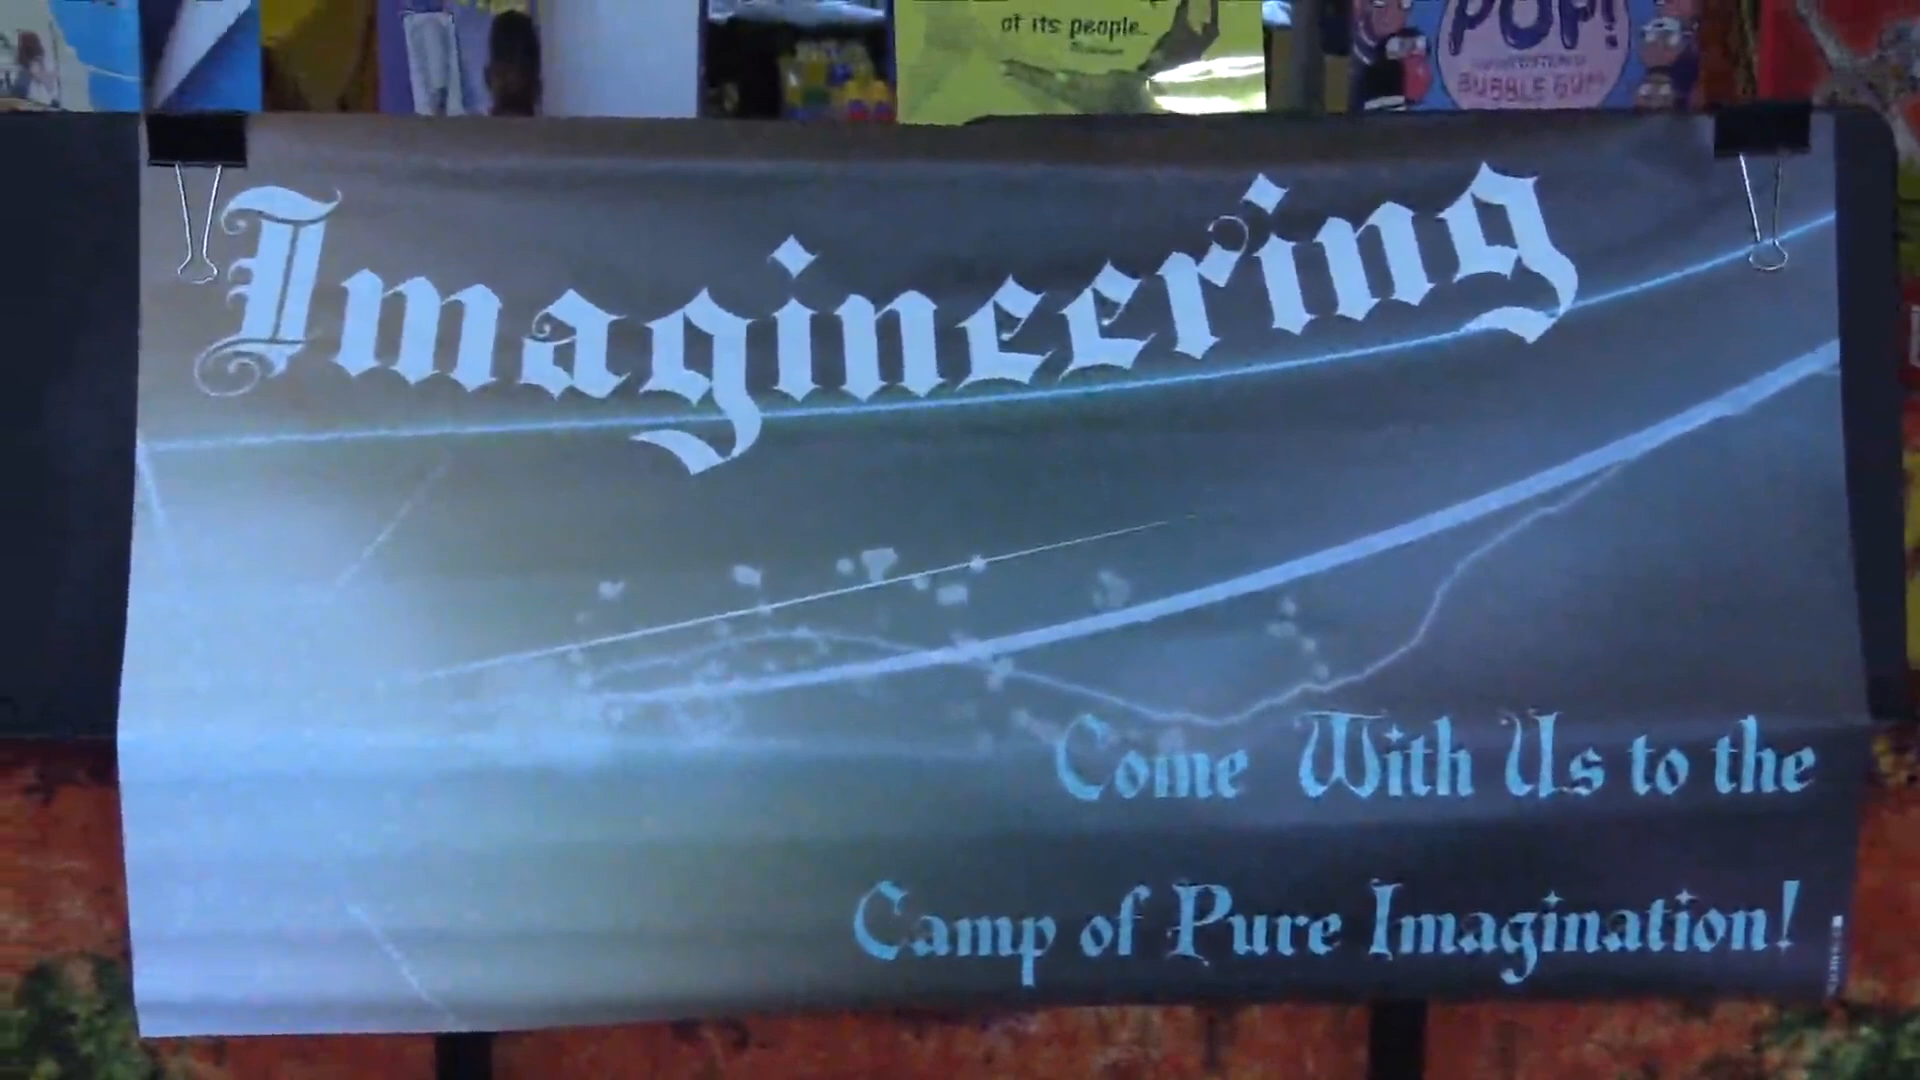 of its people.
POP!
BUBBLE GUM
Imagineering
Come With Us to the
Camp of Pure Imagination!